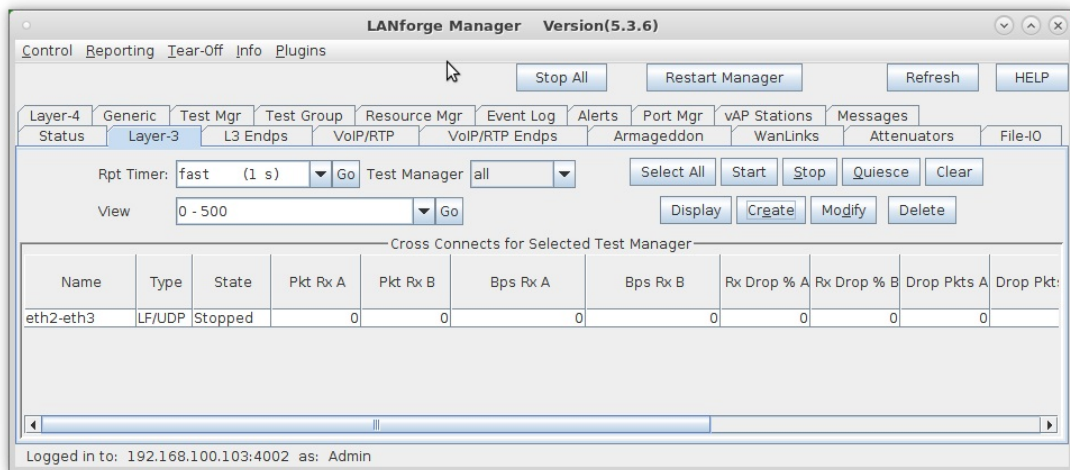 LANforge Manager Version(5.3.6)
Control Reporting Tear-Off Info Plugins
Stop All Restart Manager Refresh HELP
Layer-4 Generic Test Mgr Test Group Resource Mgr Event Log Alerts Port Mgr vAP Stations Messages
Status Layer-3 L3 Endps VoIP/RTP VoIP/RTP Endps Armageddon WanLinks Attenuators File-IO
Rpt Timer: fast (1 s) Go Test Manager all Select All Start Stop Quiesce Clear
View 0 - 500 Go Display Create Modify Delete
Cross Connects for Selected Test Manager
Name Type State Pkt Rx A Pkt Rx B Bps Rx A Bps Rx B Rx Drop % A Rx Drop % B Drop Pkts A Drop Pkts
eth2-eth3 LF/UDP Stopped 0 0 0 0 0 0 0
Logged in to: 192.168.100.103:4002 as: Admin